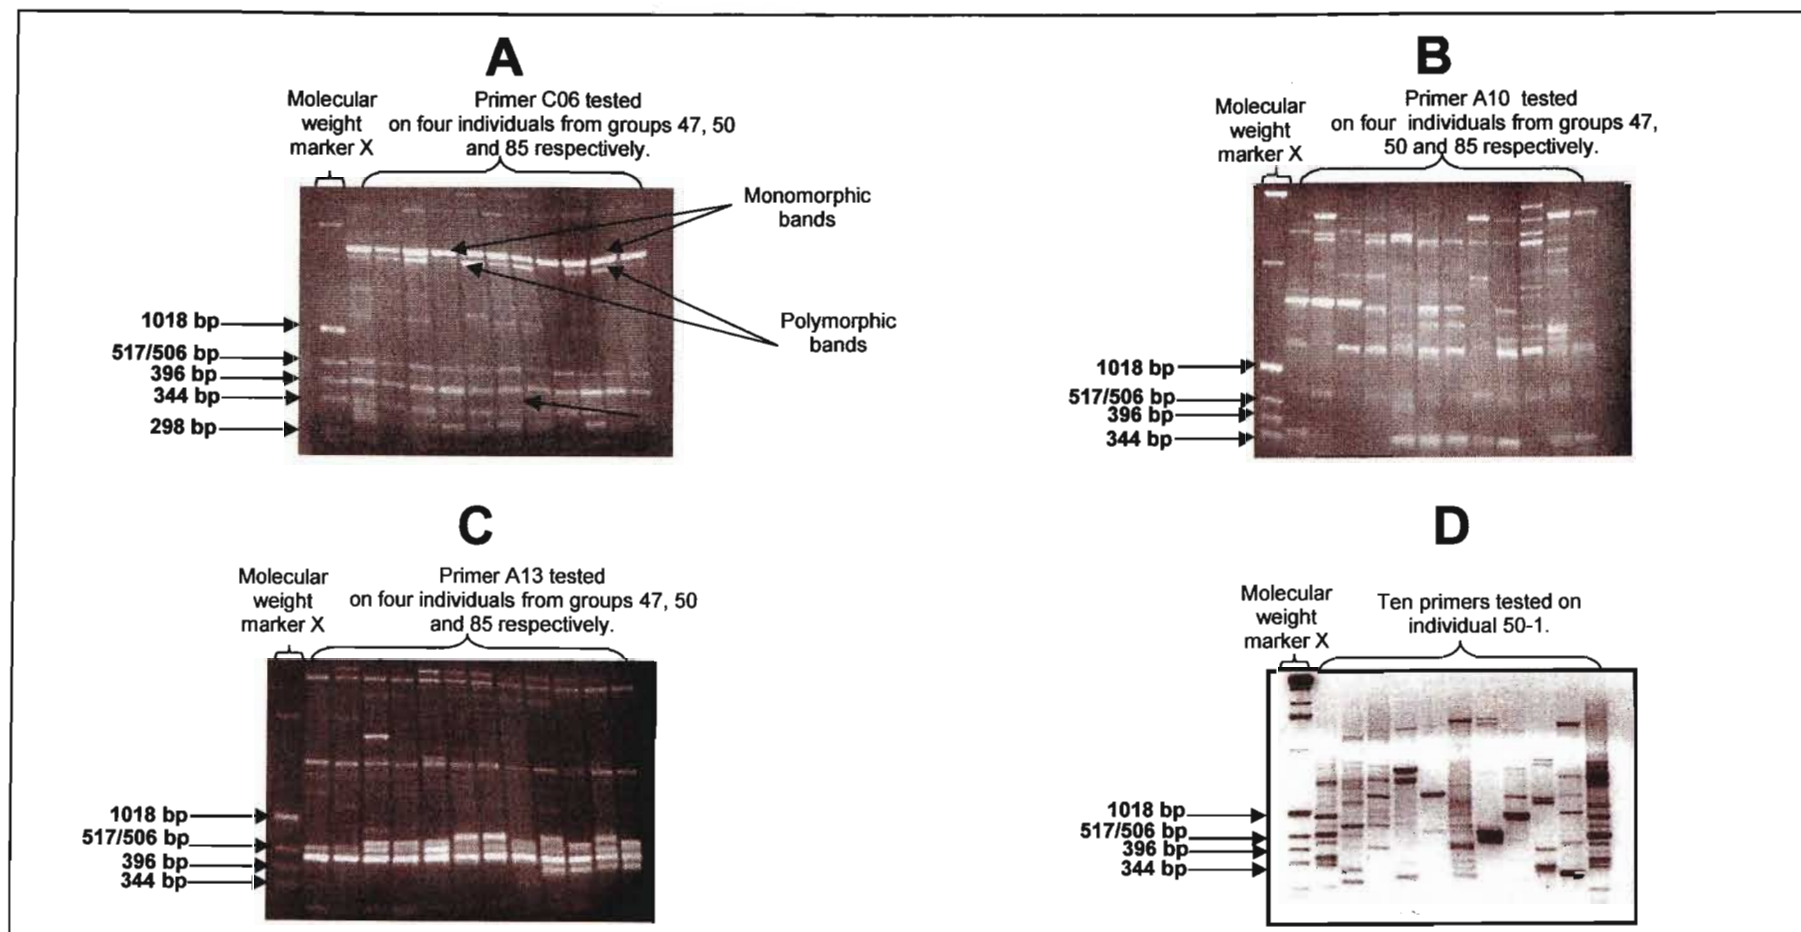 A
Molecular
weight
marker X
Primer C06 tested
on four individuals from groups 47, 50
and 85 respectively.
Monomorphic
bands
Polymorphic
bands
1018 bp
517/506 bp
396 bp
344 bp
298 bp
B
Molecular
weight
marker X
Primer A10 tested
on four individuals from groups 47,
50 and 85 respectively.
1018 bp
517/506 bp
396 bp
344 bp
C
Molecular
weight
marker X
Primer A13 tested
on four individuals from groups 47, 50
and 85 respectively.
1018 bp
517/506 bp
396 bp
344 bp
D
Molecular
weight
marker X
Ten primers tested on
individual 50-1.
1018 bp
517/506 bp
396 bp
344 bp